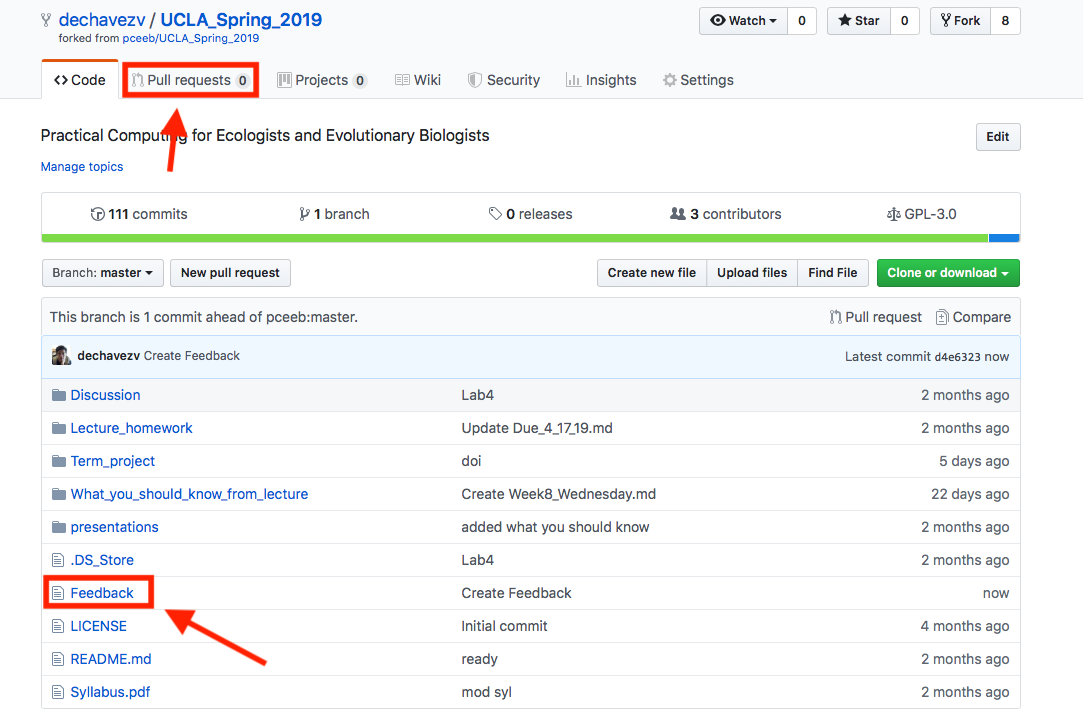 dechavezv / UCLA_Spring_2019
forked from pceeb/UCLA_Spring_2019
Watch 0 Star 0 Fork 8
Code Pull requests 0 Projects 0 Wiki Security Insights Settings
Practical Computing for Ecologists and Evolutionary Biologists
Edit
Manage topics
111 commits 1 branch 0 releases 3 contributors GPL-3.0
Branch: master New pull request Create new file Upload files Find File Clone or download
This branch is 1 commit ahead of pceeb:master. Pull request Compare
dechavezv Create Feedback Latest commit d4e6323 now
Discussion Lab4 2 months ago
Lecture_homework Update Due_4_17_19.md 2 months ago
Term_project doi 5 days ago
What_you_should_know_from_lecture Create Week8_Wednesday.md 22 days ago
presentations added what you should know 2 months ago
.DS_Store Lab4 2 months ago
Feedback Create Feedback now
LICENSE Initial commit 4 months ago
README.md ready 2 months ago
Syllabus.pdf mod syl 2 months ago